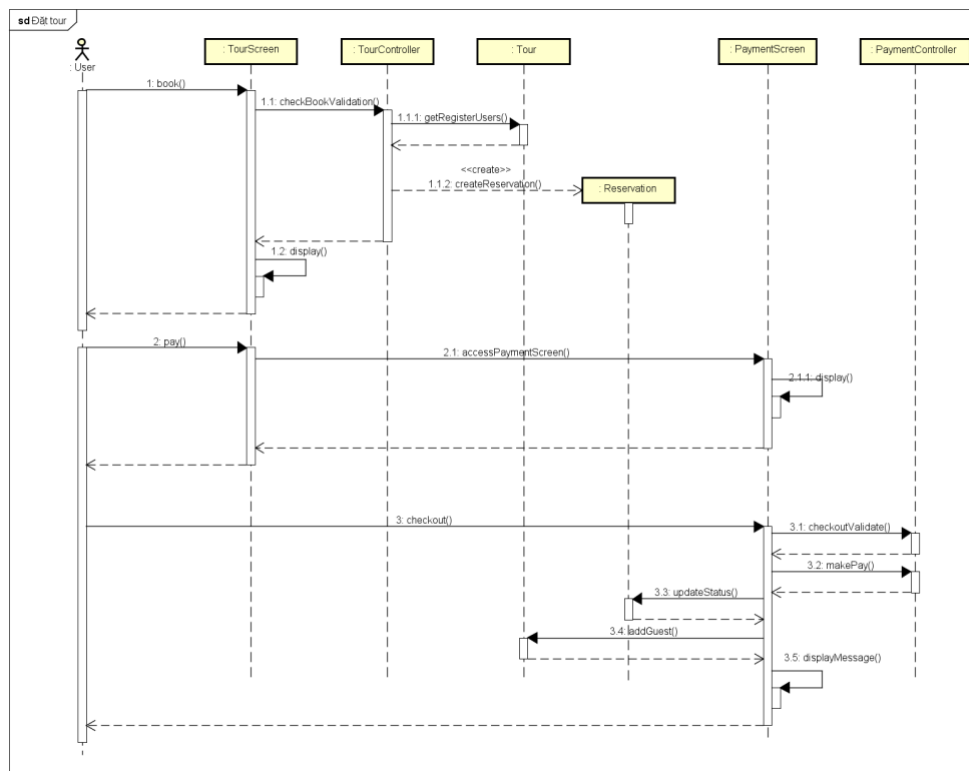 sd Đặt tour
: User
: TourScreen
: TourController
: Tour
: PaymentScreen
: PaymentController
1: book()
1.1: checkBookValidation()
1.1.1: getRegisterUsers()
<<create>>
1.1.2: createReservation()
: Reservation
1.2: display()
2: pay()
2.1: accessPaymentScreen()
2.1.1: display()
3: checkout()
3.1: checkoutValidate()
3.2: makePay()
3.3: updateStatus()
3.4: addGuest()
3.5: displayMessage()